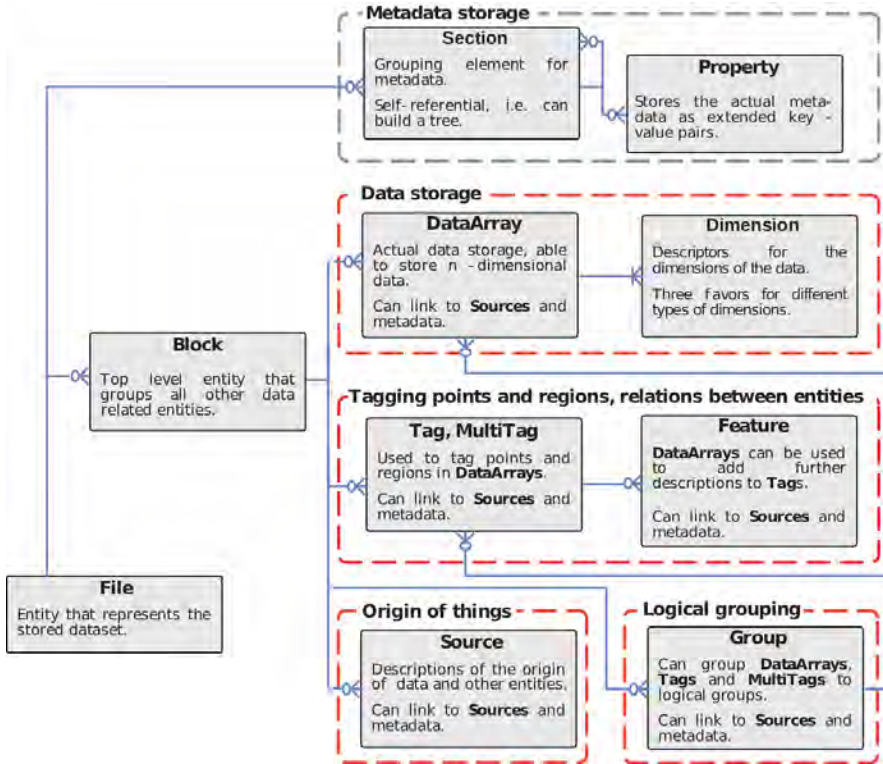 Metadata storage
Section
Grouping element for
metadata.
Self-referential, i.e. can
build a tree.
Property
Stores the actual meta-
data as extended key -
value pairs.
Data storage
DataArray
Actual data storage, able
to store n -dimensional
data.
Can link to Sources and
metadata.
Dimension
Descriptors for the
dimensions of the data.
Three favors for different
types of dimensions.
Block
Top level entity that
groups all other data
related entities.
Tagging points and regions, relations between entities
Tag, MultiTag
Used to tag points and
regions in DataArrays.
Can link to Sources and
metadata.
Feature
DataArrays can be used
to add further
descriptions to Tags.
Can link to Sources and
metadata.
File
Entity that represents the
stored dataset.
Origin of things
Source
Descriptions of the origin
of data and other entities.
Can link to Sources and
metadata.
Logical grouping
Group
Can group DataArrays,
Tags and MultiTags to
logical groups.
Can link to Sources and
metadata.